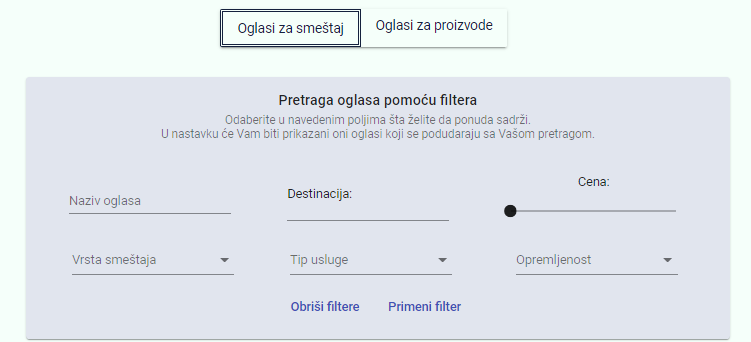 Oglasi za smeštaj
Oglasi za proizvode
Pretraga oglasa pomoću filtera
Odaberite u navedenim poljima šta želite da ponuda sadrži.
U nastavku će Vam biti prikazani oni oglasi koji se podudaraju sa Vašom pretragom.
Naziv oglasa
Destinacija:
Cena:
Vrsta smeštaja
Tip usluge
Opremljenost
Obriši filtere
Primeni filter